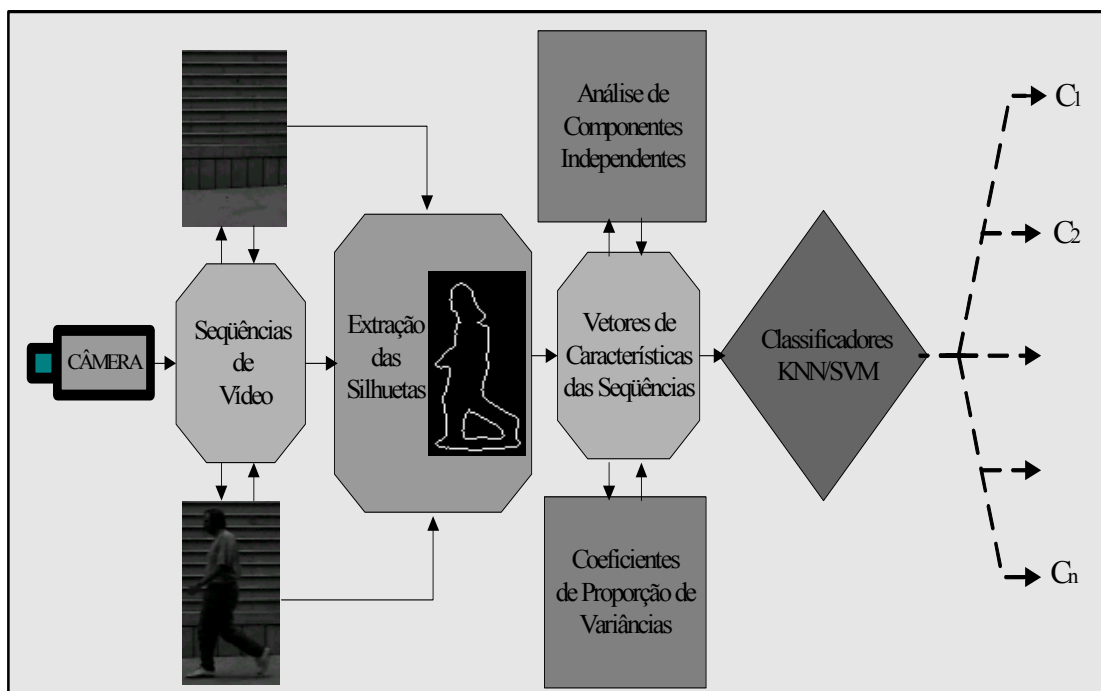 CÂMERA
Seqüências
de
Vídeo
Extração
das
Silhuetas
Análise de
Componentes
Independentes
Vetores de
Características
das Seqüências
Coeficientes
de Proporção de
Variâncias
Classificadores
KNN/SVM
C1
C2
Cn